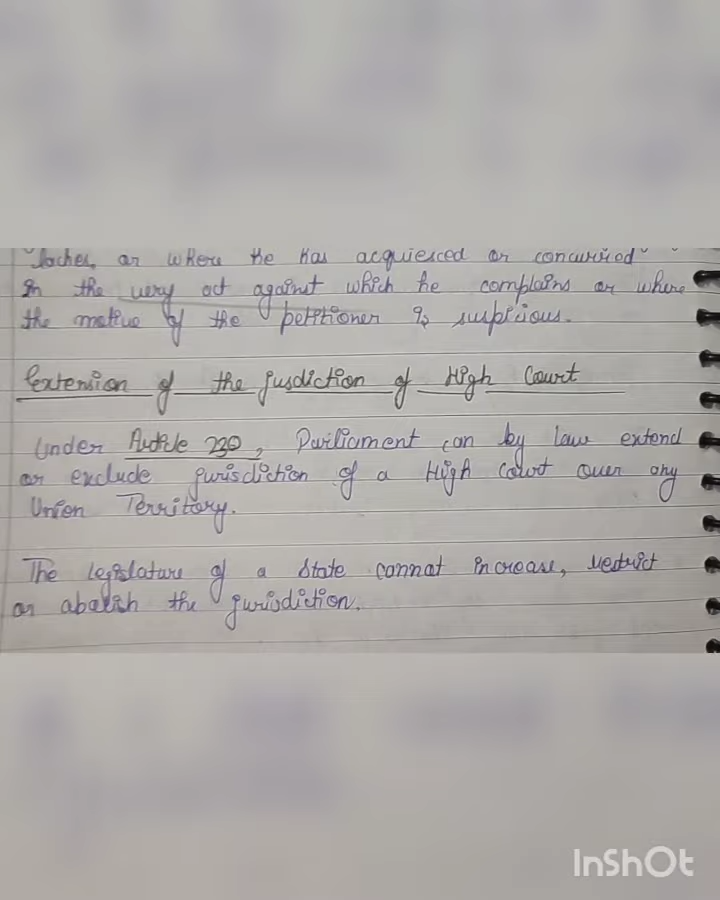 laches, or where he has acquiesced or concurried
in the very act against which he complains or where
the motive of the petitioner is suspicious.
Extension of the jusdiction of High Court
Under Article 230, Parliament can by law extend
or exclude jurisdiction of a High Court over any
Union Territory.
The legislature of a State cannot increase, restrict
or abolish the jurisdiction.
InShOt